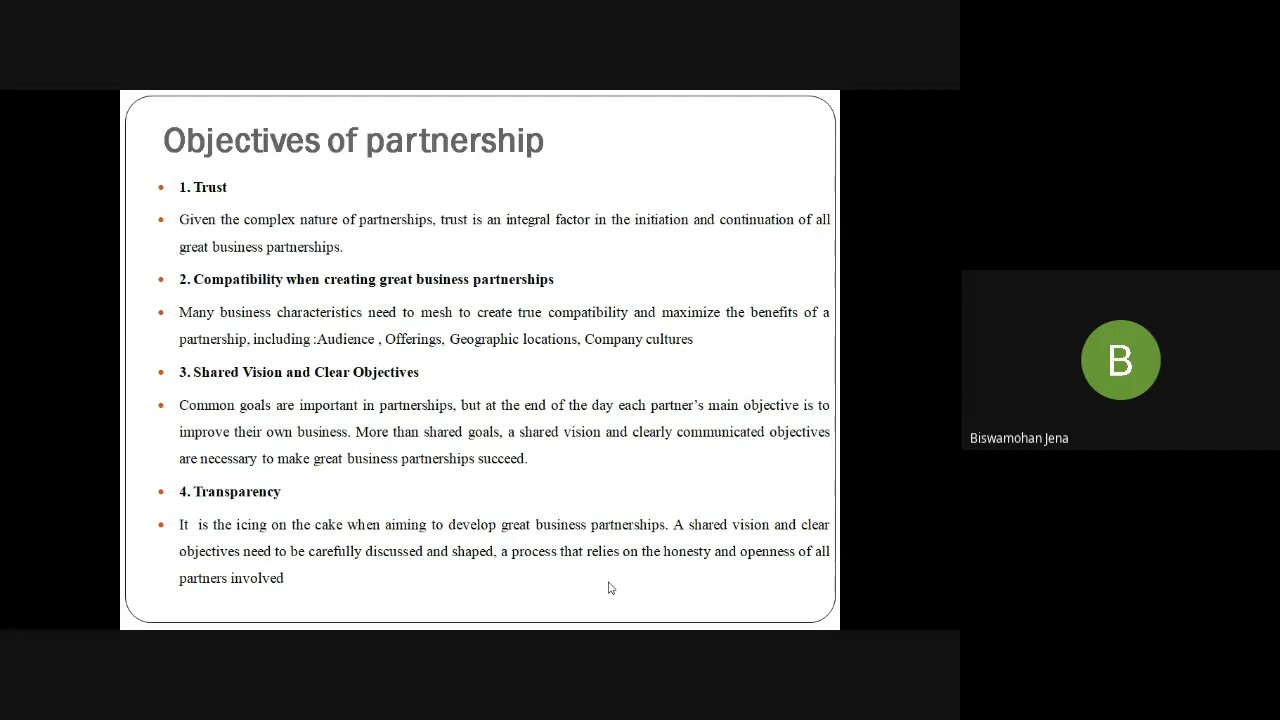 Objectives of partnership
• 1. Trust
• Given the complex nature of partnerships, trust is an integral factor in the initiation and continuation of all
great business partnerships.
• 2. Compatibility when creating great business partnerships
• Many business characteristics need to mesh to create true compatibility and maximize the benefits of a
partnership, including :Audience , Offerings, Geographic locations, Company cultures
• 3. Shared Vision and Clear Objectives
• Common goals are important in partnerships, but at the end of the day each partner’s main objective is to
improve their own business. More than shared goals, a shared vision and clearly communicated objectives
are necessary to make great business partnerships succeed.
• 4. Transparency
• It is the icing on the cake when aiming to develop great business partnerships. A shared vision and clear
objectives need to be carefully discussed and shaped, a process that relies on the honesty and openness of all
partners involved
B
Biswamohan Jena